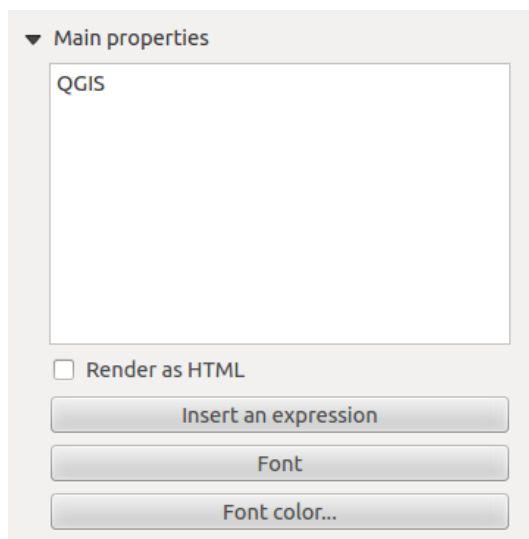 Main properties
QGIS
Render as HTML
Insert an expression
Font
Font color...